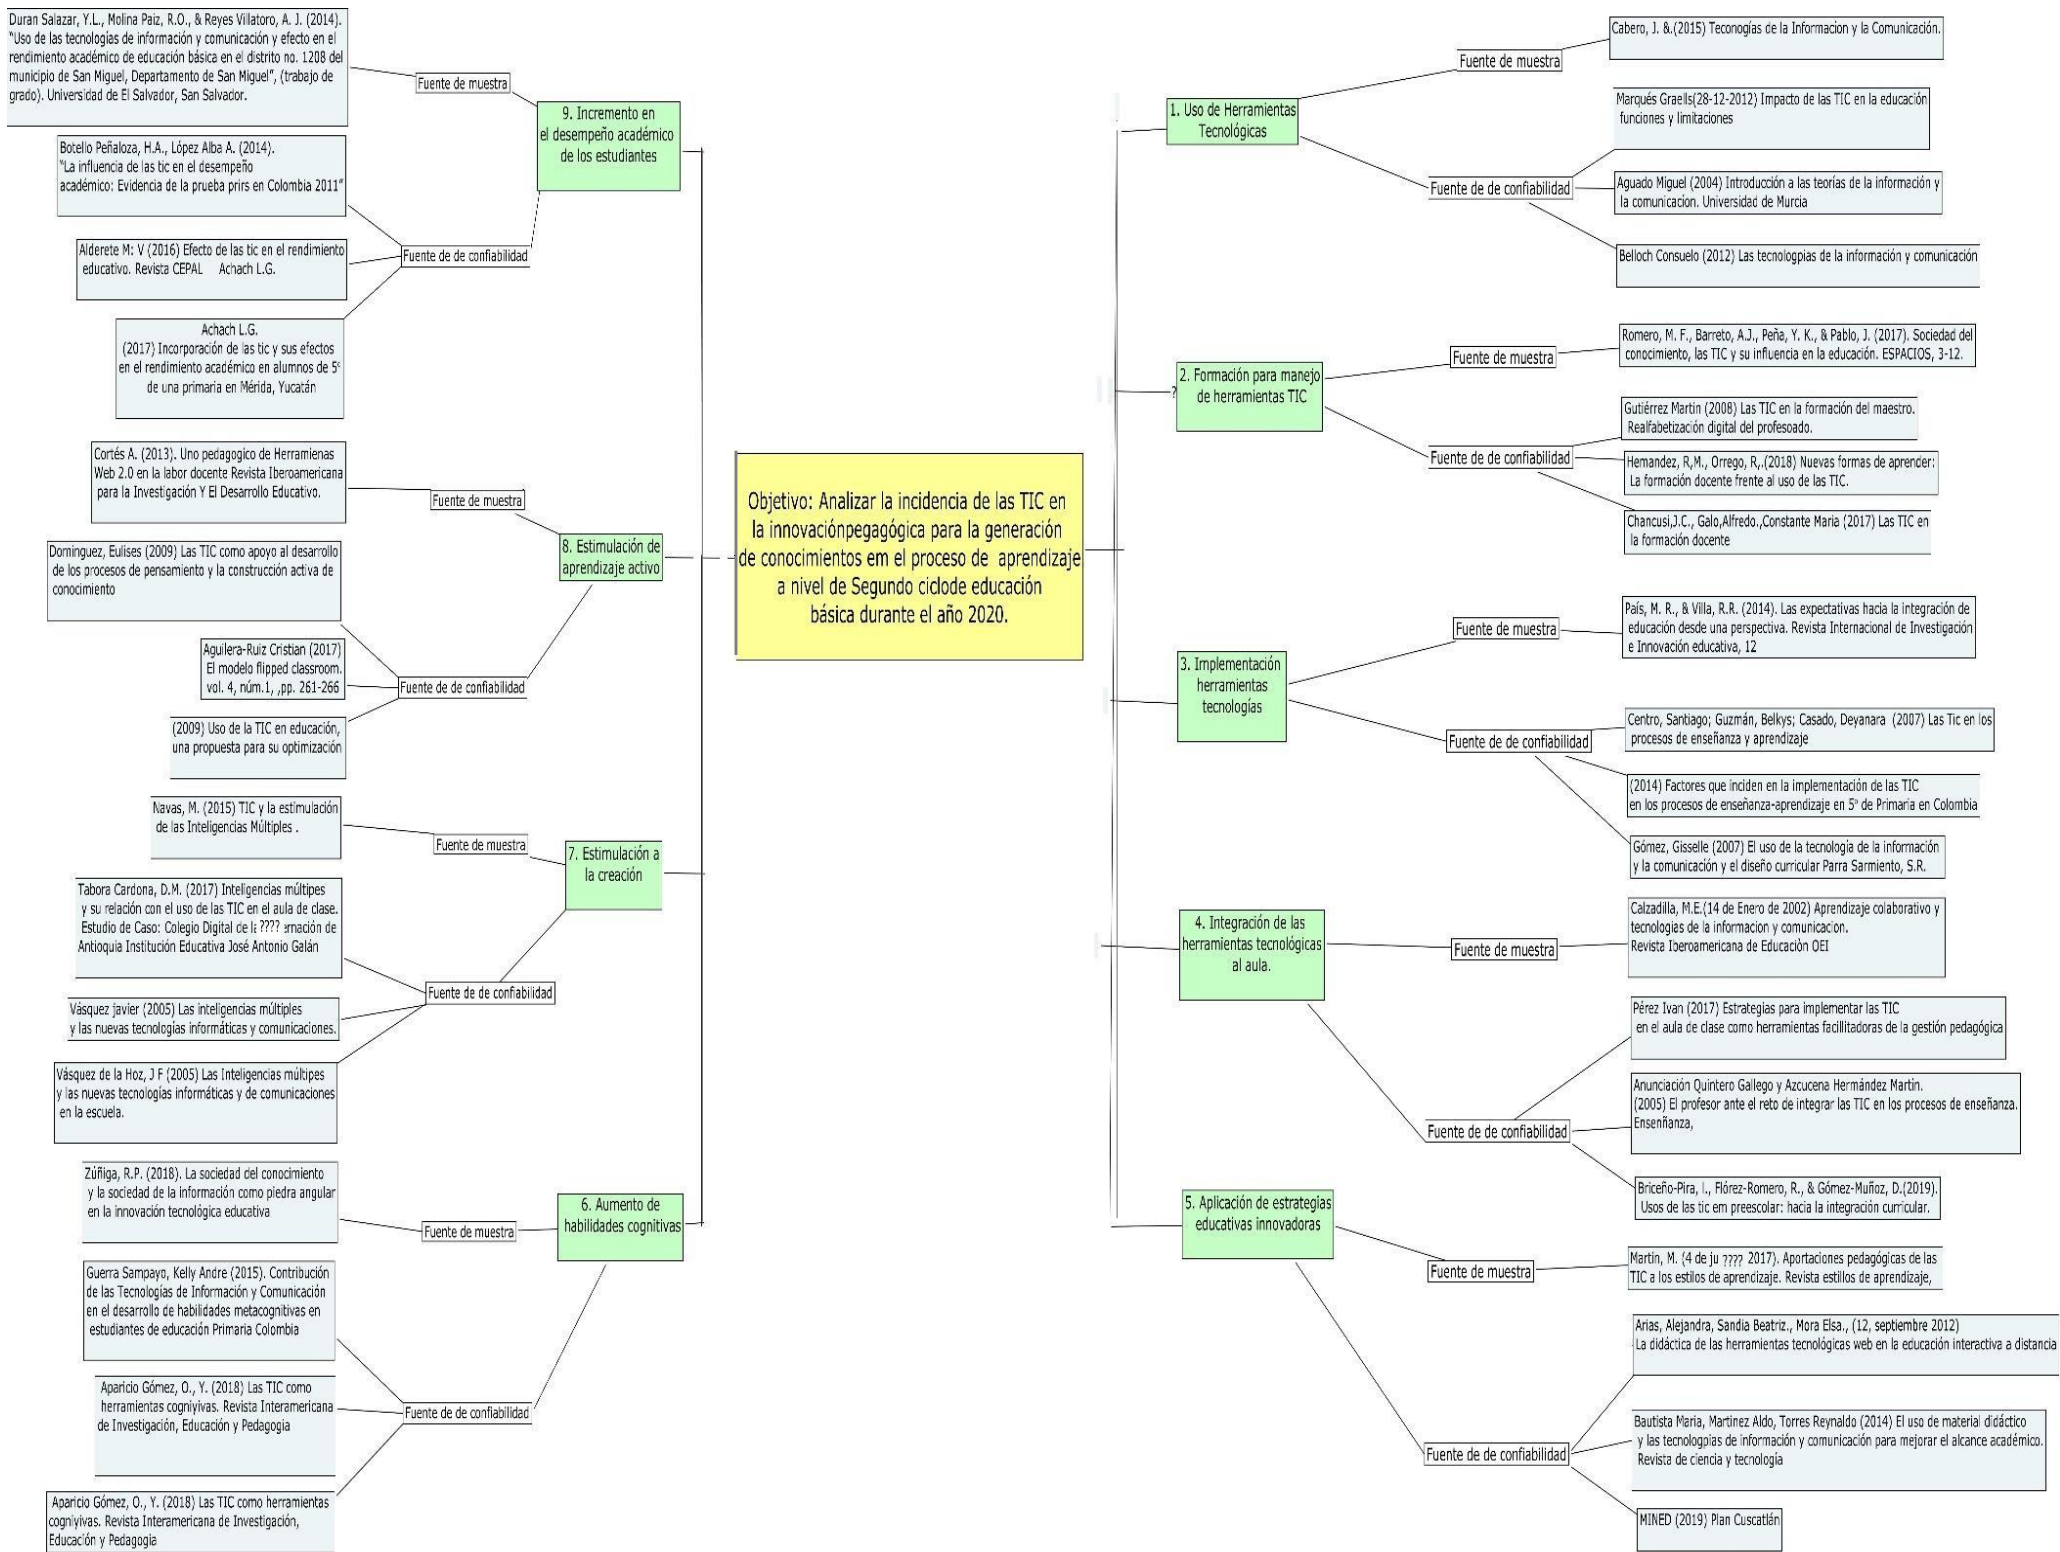 Objetivo: Analizar la incidencia de las TIC en
la innovaciónpegagógica para la generación
de conocimientos em el proceso de aprendizaje
a nivel de Segundo ciclode educación
básica durante el año 2020.
1. Uso de Herramientas
Tecnológicas
Fuente de muestra
Cabero, J. &.(2015) Teconogías de la Informacion y la Comunicación.
Fuente de de confiabilidad
Marqués Graells(28-12-2012) Impacto de las TIC en la educación
funciones y limitaciones
Aguado Miguel (2004) Introducción a las teorías de la información y
la comunicacion. Universidad de Murcia
Belloch Consuelo (2012) Las tecnologpias de la información y comunicación
?
2. Formación para manejo
de herramientas TIC
Fuente de muestra
Romero, M. F., Barreto, A.J., Peña, Y. K., & Pablo, J. (2017). Sociedad del
conocimiento, las TIC y su influencia en la educación. ESPACIOS, 3-12.
Fuente de de confiabilidad
Gutiérrez Martin (2008) Las TIC en la formación del maestro.
Realfabetización digital del profesoado.
Hernandez, R,M., Orrego, R,.(2018) Nuevas formas de aprender:
La formación docente frente al uso de las TIC.
Chancusi,J.C., Galo,Alfredo.,Constante Maria (2017) Las TIC en
la formación docente
3. Implementación
herramientas
tecnologías
Fuente de muestra
País, M. R., & Villa, R.R. (2014). Las expectativas hacia la integración de
educación desde una perspectiva. Revista Internacional de Investigación
e Innovación educativa, 12
Fuente de de confiabilidad
Centro, Santiago; Guzmán, Belkys; Casado, Deyanara (2007) Las Tic en los
procesos de enseñanza y aprendizaje
(2014) Factores que inciden en la implementación de las TIC
en los procesos de enseñanza-aprendizaje en 5° de Primaria en Colombia
Gómez, Gisselle (2007) El uso de la tecnología de la información
y la comunicación y el diseño curricular Parra Sarmiento, S.R.
4. Integración de las
herramientas tecnológicas
al aula.
Fuente de muestra
Calzadilla, M.E.(14 de Enero de 2002) Aprendizaje colaborativo y
tecnologias de la informacion y comunicacion.
Revista Iberoamericana de Educaciòn OEI
Fuente de de confiabilidad
Pérez Ivan (2017) Estrategias para implementar las TIC
en el aula de clase como herramientas facillitadoras de la gestión pedagógica
Anunciación Quintero Gallego y Azcucena Hernández Martin.
(2005) El profesor ante el reto de integrar las TIC en los procesos de enseñanza.
Ensenñanza,
Briceño-Pira, I., Flórez-Romero, R., & Gómez-Muñoz, D.(2019).
Usos de las tic em preescolar: hacia la integración curricular.
5. Aplicación de estrategias
educativas innovadoras
Fuente de muestra
Martin, M. (4 de ju ???? 2017). Aportaciones pedagógicas de las
TIC a los estilos de aprendizaje. Revista estillos de aprendizaje,
Fuente de de confiabilidad
Arias, Alejandra, Sandia Beatriz., Mora Elsa., (12, septiembre 2012)
La didáctica de las herramientas tecnológicas web en la educación interactiva a distancia
Bautista Maria, Martinez Aldo, Torres Reynaldo (2014) El uso de material didáctico
y las tecnologpias de información y comunicación para mejorar el alcance académico.
Revista de ciencia y tecnología
MINED (2019) Plan Cuscatlán
6. Aumento de
habilidades cognitivas
Fuente de muestra
Zúñiga, R.P. (2018). La sociedad del conocimiento
y la sociedad de la información como piedra angular
en la innovación tecnológica educativa
Fuente de de confiabilidad
Guerra Sampayo, Kelly Andre (2015). Contribución
de las Tecnologías de Información y Comunicación
en el desarollo de habilidades metacognitivas en
estudiantes de educación Primaria Colombia
Aparicio Gómez, O., Y. (2018) Las TIC como
herramientas cogniyivas. Revista Interamericana
de Investigación, Educación y Pedagogia
Aparicio Gómez, O., Y. (2018) Las TIC como herramientas
cogniyivas. Revista Interamericana de Investigación,
Educación y Pedagogia
7. Estimulación a
la creación
Fuente de muestra
Navas, M. (2015) TIC y la estimulación
de las Inteligencias Múltiples .
Fuente de de confiabilidad
Tabora Cardona, D.M. (2017) Inteligencias múltipes
y su relación con el uso de las TIC en el aula de clase.
Estudio de Caso: Colegio Digital de la ???? ernación de
Antioquia Institución Educativa José Antonio Galán
Vásquez javier (2005) Las inteligencias múltiples
y las nuevas tecnologías informáticas y comunicaciones.
Vásquez de la Hoz, J F (2005) Las Inteligencias múltipes
y las nuevas tecnologías informáticas y de comunicaciones
en la escuela.
8. Estimulación de
aprendizaje activo
Fuente de muestra
Cortés A. (2013). Uno pedagogico de Herramienas
Web 2.0 en la labor docente Revista Iberoamericana
para la Investigación Y El Desarrollo Educativo.
Fuente de de confiabilidad
Dominguez, Eulises (2009) Las TIC como apoyo al desarrollo
de los procesos de pensamiento y la construcción activa de
conocimiento
Aguilera-Ruiz Cristian (2017)
El modelo flipped classroom.
vol. 4, núm.1, ,pp. 261-266
(2009) Uso de la TIC en educación,
una propuesta para su optimización
9. Incremento en
el desempeño académico
de los estudiantes
Fuente de muestra
Duran Salazar, Y.L., Molina Paiz, R.O., & Reyes Villatoro, A. J. (2014).
"Uso de las tecnologías de información y comunicación y efecto en el
rendimiento académico de educación básica en el distrito no. 1208 del
municipio de San Miguel, Departamento de San Miguel", (trabajo de
grado). Universidad de El Salvador, San Salvador.
Fuente de de confiabilidad
Botello Peñaloza, H.A., López Alba A. (2014).
"La influencia de las tic en el desempeño
académico: Evidencia de la prueba prirs en Colombia 2011"
Alderete M: V (2016) Efecto de las tic en el rendimiento
educativo. Revista CEPAL Achach L.G.
Achach L.G.
(2017) Incorporación de las tic y sus efectos
en el rendimiento académico en alumnos de 5°
de una primaria en Mérida, Yucatán